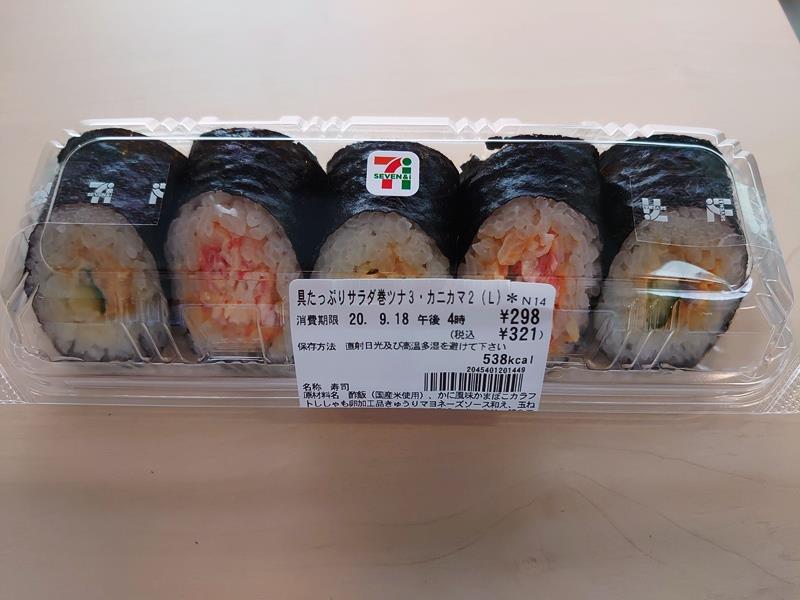 7i
SEVEN&i
具たっぷりサラダ巻ツナ3・カニカマ2(L)*N14
消費期限 20. 9.18 午後 4時 ¥298
(税込 ¥321)
保存方法 直射日光及び高温多湿を避けて下さい
538kcal
2045401201449
名称 寿司
原材料名 酢飯(国産米使用)、かに風味かまぼこカラフ
トししゃも卵加工品きゅうりマヨネーズソース和え、玉ね